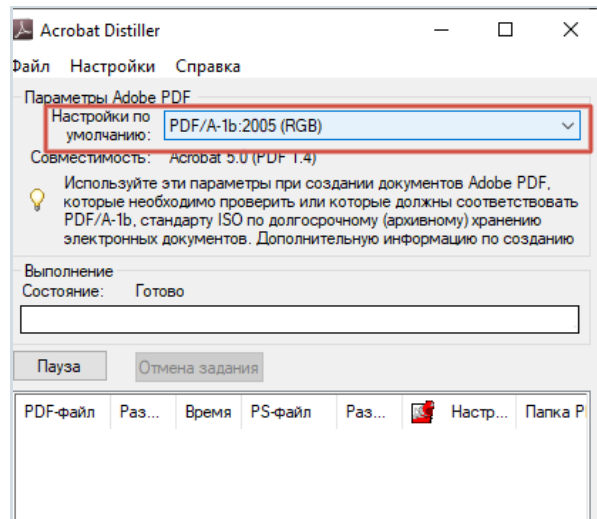 Acrobat Distiller
Файл Настройки Справка
Параметры Adobe PDF
Настройки по
умолчанию: PDF/A-1b:2005 (RGB)
Совместимость: Acrobat 5.0 (PDF 1.4)
Используйте эти параметры при создании документов Adobe PDF,
которые необходимо проверить или которые должны соответствовать
PDF/A-1b, стандарту ISO по долгосрочному (архивному) хранению
электронных документов. Дополнительную информацию по созданию
Выполнение
Состояние: Готово
Пауза Отмена задания
PDF-файл Раз... Время PS-файл Раз... Настр... Папка P